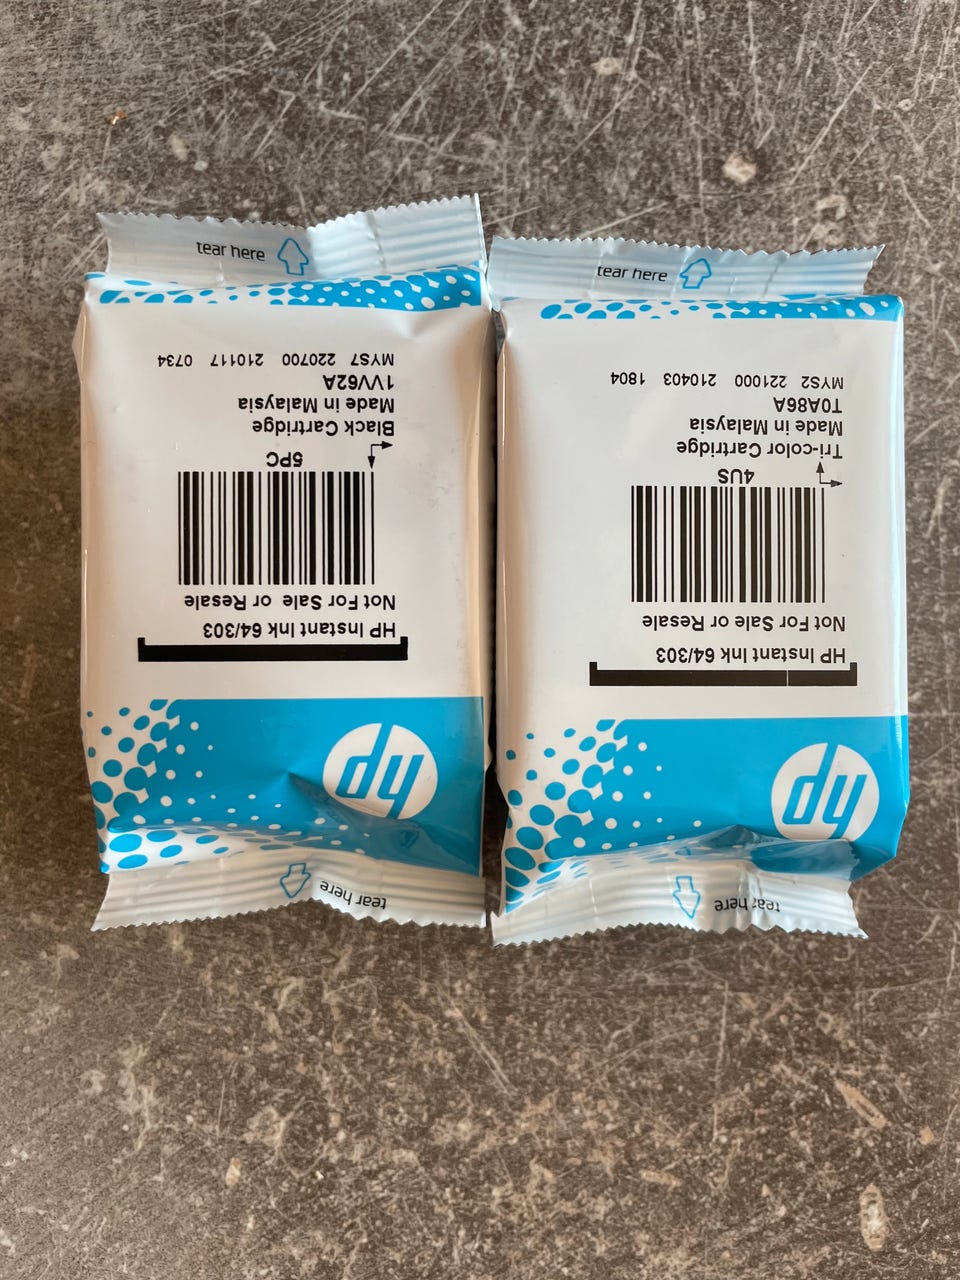 tear here
HP Instant Ink 64/303
Not For Sale or Resale
5PC
Black Cartridge
Made in Malaysia
1VV62A
MYS7 220700 210117 0734
tear here
hp
tear here
HP Instant Ink 64/303
Not For Sale or Resale
4US
Tri-color Cartridge
Made in Malaysia
T0A86A
MYS2 221000 210403 1804
tear here
hp